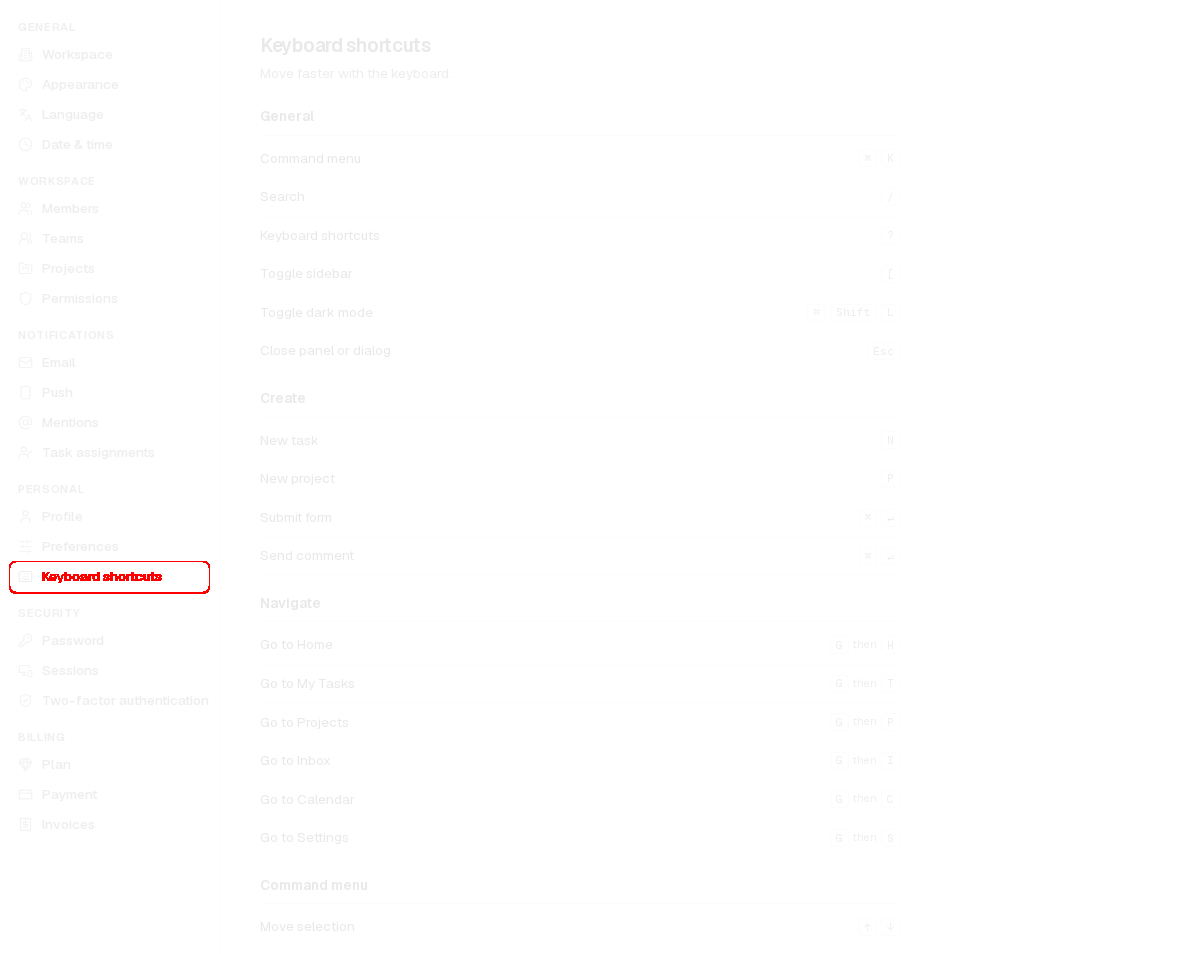 GENERAL
Workspace
Appearance
Language
Date & time
WORKSPACE
Members
Teams
Projects
Permissions
NOTIFICATIONS
Email
Push
Mentions
Task assignments
PERSONAL
Profile
Preferences
Keyboard shortcuts
SECURITY
Password
Sessions
Two-factor authentication
BILLING
Plan
Payment
Invoices
Keyboard shortcuts
Move faster with the keyboard.
General
Command menu ⌘ K
Search /
Keyboard shortcuts ?
Toggle sidebar [
Toggle dark mode ⌘ Shift L
Close panel or dialog Esc
Create
New task N
New project P
Submit form ⌘ ↵
Send comment ⌘ ↵
Navigate
Go to Home G then H
Go to My Tasks G then T
Go to Projects G then P
Go to Inbox G then I
Go to Calendar G then C
Go to Settings G then S
Command menu
Move selection ↑ ↓